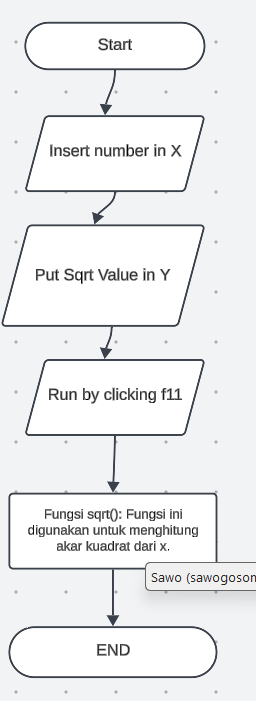 Start
Insert number in X
Put Sqrt Value in Y
Run by clicking f11
Fungsi sqrt(): Fungsi ini
digunakan untuk menghitung
akar kuadrat dari x.
Sawo
END